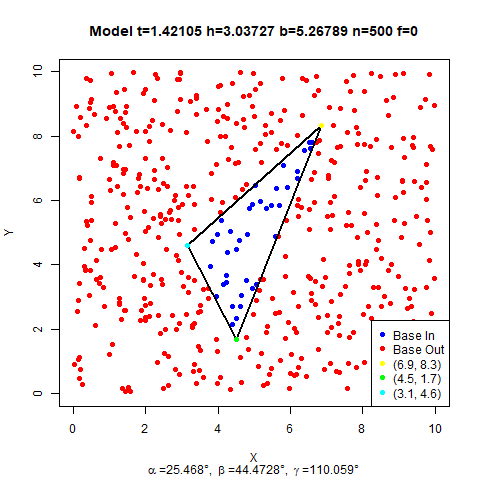 Model t=1.42105 h=3.03727 b=5.26789 n=500 f=0
10
8
6
4
2
0
Y
Base In
Base Out
(6.9, 8.3)
(4.5, 1.7)
(3.1, 4.6)
0 2 4 6 8 10
X
α =25.468°, β =44.4728°, γ =110.059°